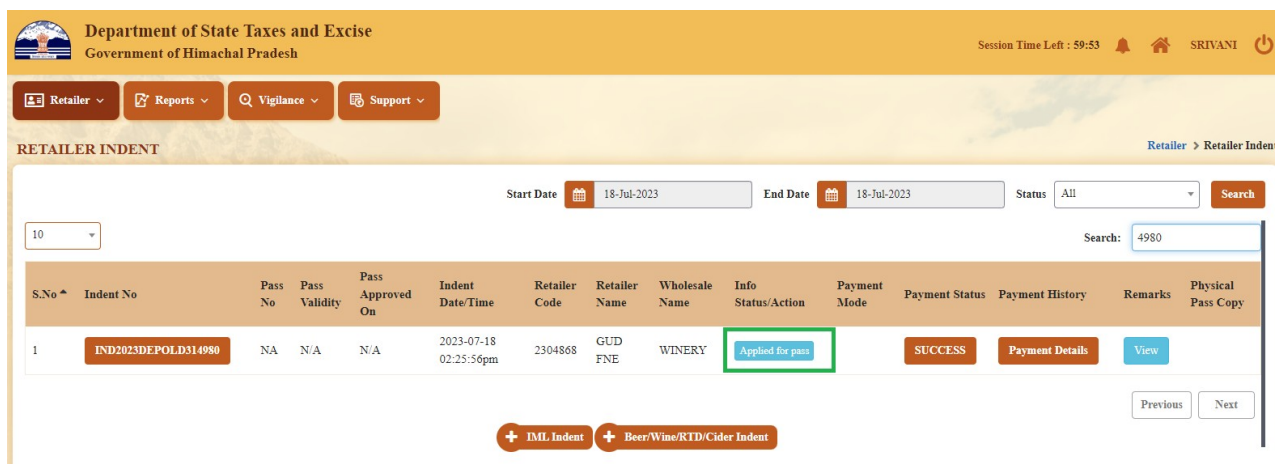 Department of State Taxes and Excise
Government of Himachal Pradesh
Session Time Left : 59:53
SRIVANI
Retailer
Reports
Vigilance
Support
RETAILER INDENT
Retailer > Retailer Inden
Start Date 18-Jul-2023 End Date 18-Jul-2023 Status All Search
10
Search: 4980
S.No Indent No Pass No Pass Validity Pass Approved On Indent Date/Time Retailer Code Retailer Name Wholesale Name Info Status/Action Payment Mode Payment Status Payment History Remarks Physical Pass Copy
1 IND2023DEPOLD314980 NA N/A N/A 2023-07-18 02:25:56pm 2304868 GUD FNE WINERY Applied for pass SUCCESS Payment Details View
Previous Next
IML Indent Beer/Wine/RTD/Cider Indent